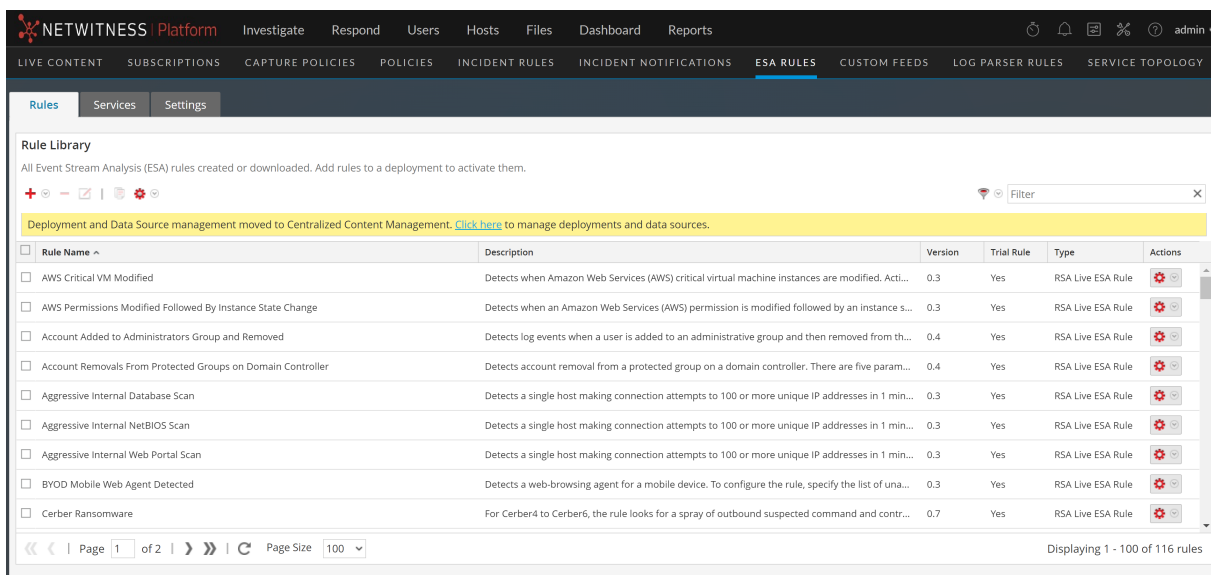 NETWITNESS Platform Investigate Respond Users Hosts Files Dashboard Reports admin
LIVE CONTENT SUBSCRIPTIONS CAPTURE POLICIES POLICIES INCIDENT RULES INCIDENT NOTIFICATIONS ESA RULES CUSTOM FEEDS LOG PARSER RULES SERVICE TOPOLOGY
Rules Services Settings
Rule Library
All Event Stream Analysis (ESA) rules created or downloaded. Add rules to a deployment to activate them.
Filter
Deployment and Data Source management moved to Centralized Content Management. Click here to manage deployments and data sources.
Rule Name Description Version Trial Rule Type Actions
AWS Critical VM Modified Detects when Amazon Web Services (AWS) critical virtual machine instances are modified. Acti... 0.3 Yes RSA Live ESA Rule
AWS Permissions Modified Followed By Instance State Change Detects when an Amazon Web Services (AWS) permission is modified followed by an instance s... 0.3 Yes RSA Live ESA Rule
Account Added to Administrators Group and Removed Detects log events when a user is added to an administrative group and then removed from th... 0.4 Yes RSA Live ESA Rule
Account Removals From Protected Groups on Domain Controller Detects account removal from a protected group on a domain controller. There are five param... 0.4 Yes RSA Live ESA Rule
Aggressive Internal Database Scan Detects a single host making connection attempts to 100 or more unique IP addresses in 1 min... 0.3 Yes RSA Live ESA Rule
Aggressive Internal NetBIOS Scan Detects a single host making connection attempts to 100 or more unique IP addresses in 1 min... 0.3 Yes RSA Live ESA Rule
Aggressive Internal Web Portal Scan Detects a single host making connection attempts to 100 or more unique IP addresses in 1 min... 0.3 Yes RSA Live ESA Rule
BYOD Mobile Web Agent Detected Detects a web-browsing agent for a mobile device. To configure the rule, specify the list of una... 0.3 Yes RSA Live ESA Rule
Cerber Ransomware For Cerber4 to Cerber6, the rule looks for a spray of outbound suspected command and contr... 0.7 Yes RSA Live ESA Rule
Page 1 of 2 Page Size 100 Displaying 1 - 100 of 116 rules